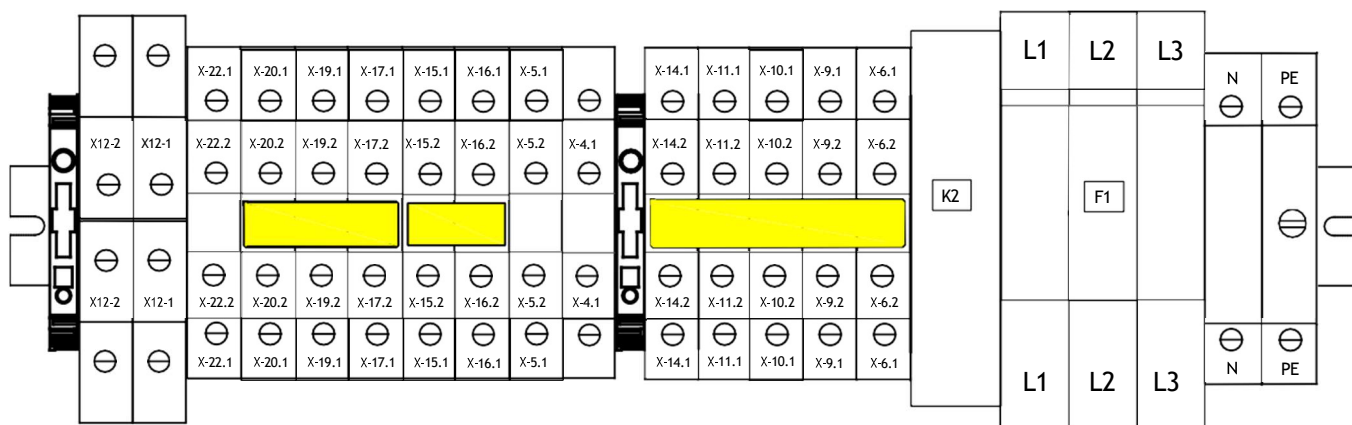 L1 L2 L3
X-22.1 X-20.1 X-19.1 X-17.1 X-15.1 X-16.1 X-5.1 X-14.1 X-11.1 X-10.1 X-9.1 X-6.1 N PE
X12-2 X12-1 X-22.2 X-20.2 X-19.2 X-17.2 X-15.2 X-16.2 X-5.2 X-4.1 X-14.2 X-11.2 X-10.2 X-9.2 X-6.2
K2 F1
X12-2 X12-1 X-22.2 X-20.2 X-19.2 X-17.2 X-15.2 X-16.2 X-5.2 X-4.1 X-14.2 X-11.2 X-10.2 X-9.2 X-6.2
X-22.1 X-20.1 X-19.1 X-17.1 X-15.1 X-16.1 X-5.1 X-14.1 X-11.1 X-10.1 X-9.1 X-6.1 N PE
L1 L2 L3